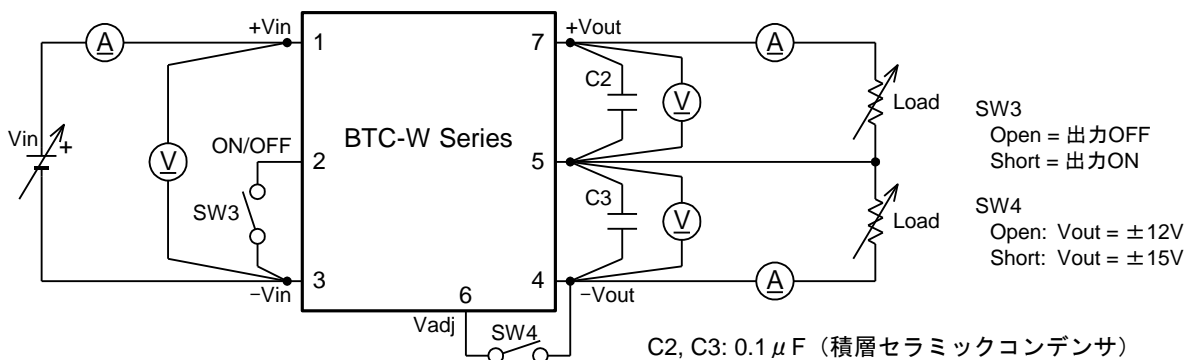 A
+Vin
1
7
+Vout
A
C2
V
Load
SW3
Open = 出力OFF
Short = 出力ON
Vin
+
V
ON/OFF
2
BTC-W Series
5
SW3
C3
V
Load
SW4
Open: Vout = ±12V
Short: Vout = ±15V
−Vin
3
6
4
−Vout
A
Vadj
SW4
C2, C3: 0.1μF（積層セラミックコンデンサ）